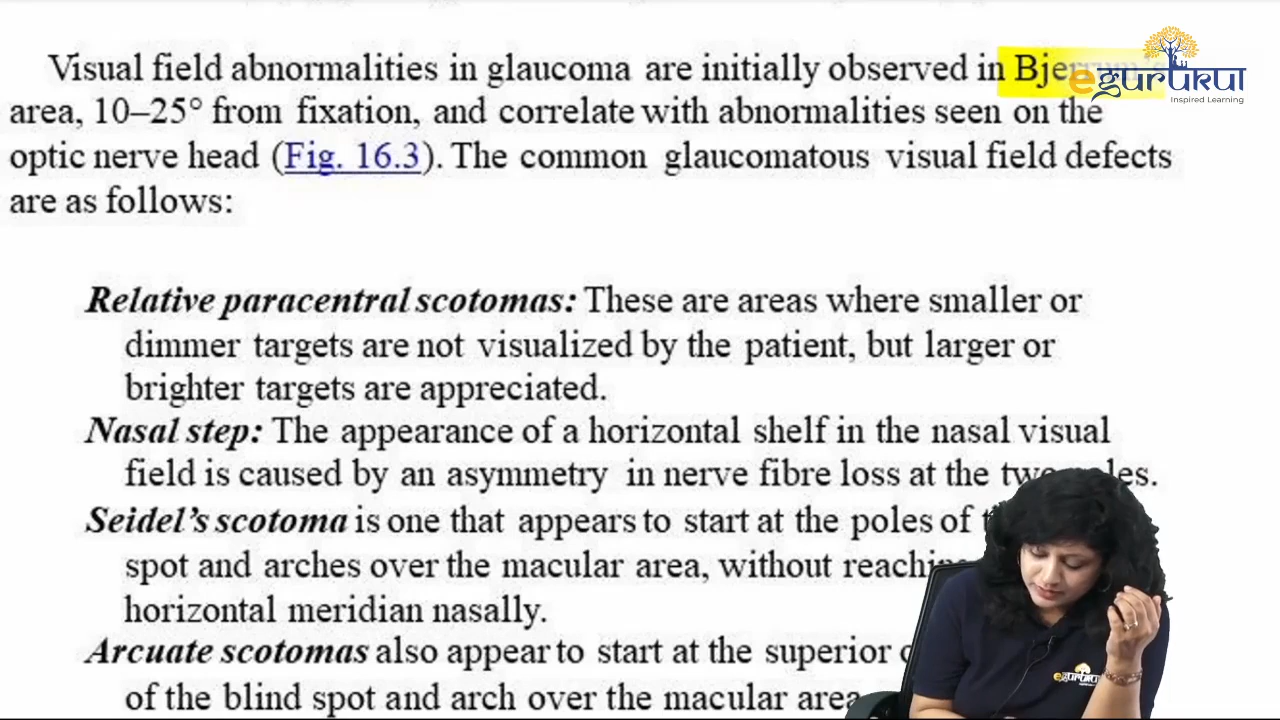 Visual field abnormalities in glaucoma are initially observed in
area, 10–25° from fixation, and correlate with abnormalities seen on the
optic nerve head (Fig. 16.3). The common glaucomatous visual field defects
are as follows:
Relative paracentral scotomas: These are areas where smaller or
dimmer targets are not visualized by the patient, but larger or
brighter targets are appreciated.
Nasal step: The appearance of a horizontal shelf in the nasal visual
field is caused by an asymmetry in nerve fibre loss at the two poles.
Seidel's scotoma is one that appears to start at the poles of
spot and arches over the macular area, without
horizontal meridian nasally.
Arcuate scotomas also appear to start at the superior
of the blind spot and arch over the macular area
eGURUKUL
Inspired Learning